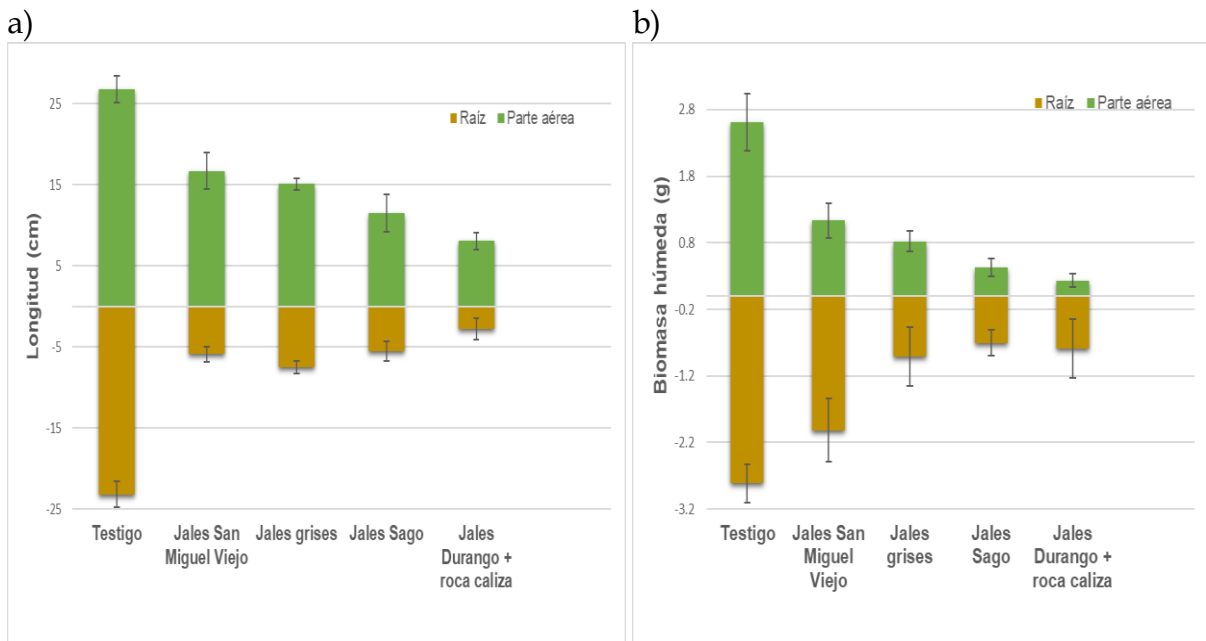 a)
25
15
5
-5
-15
-25
Longitud (cm)
Raíz Parte aérea
Testigo
Jales San
Miguel Viejo
Jales grises
Jales Sago
Jales
Durango +
roca caliza
b)
2.8
1.8
0.8
-0.2
-1.2
-2.2
-3.2
Biomasa húmeda (g)
Raíz Parte aérea
Testigo
Jales San
Miguel
Viejo
Jales
grises
Jales
Sago
Jales
Durango +
roca caliza